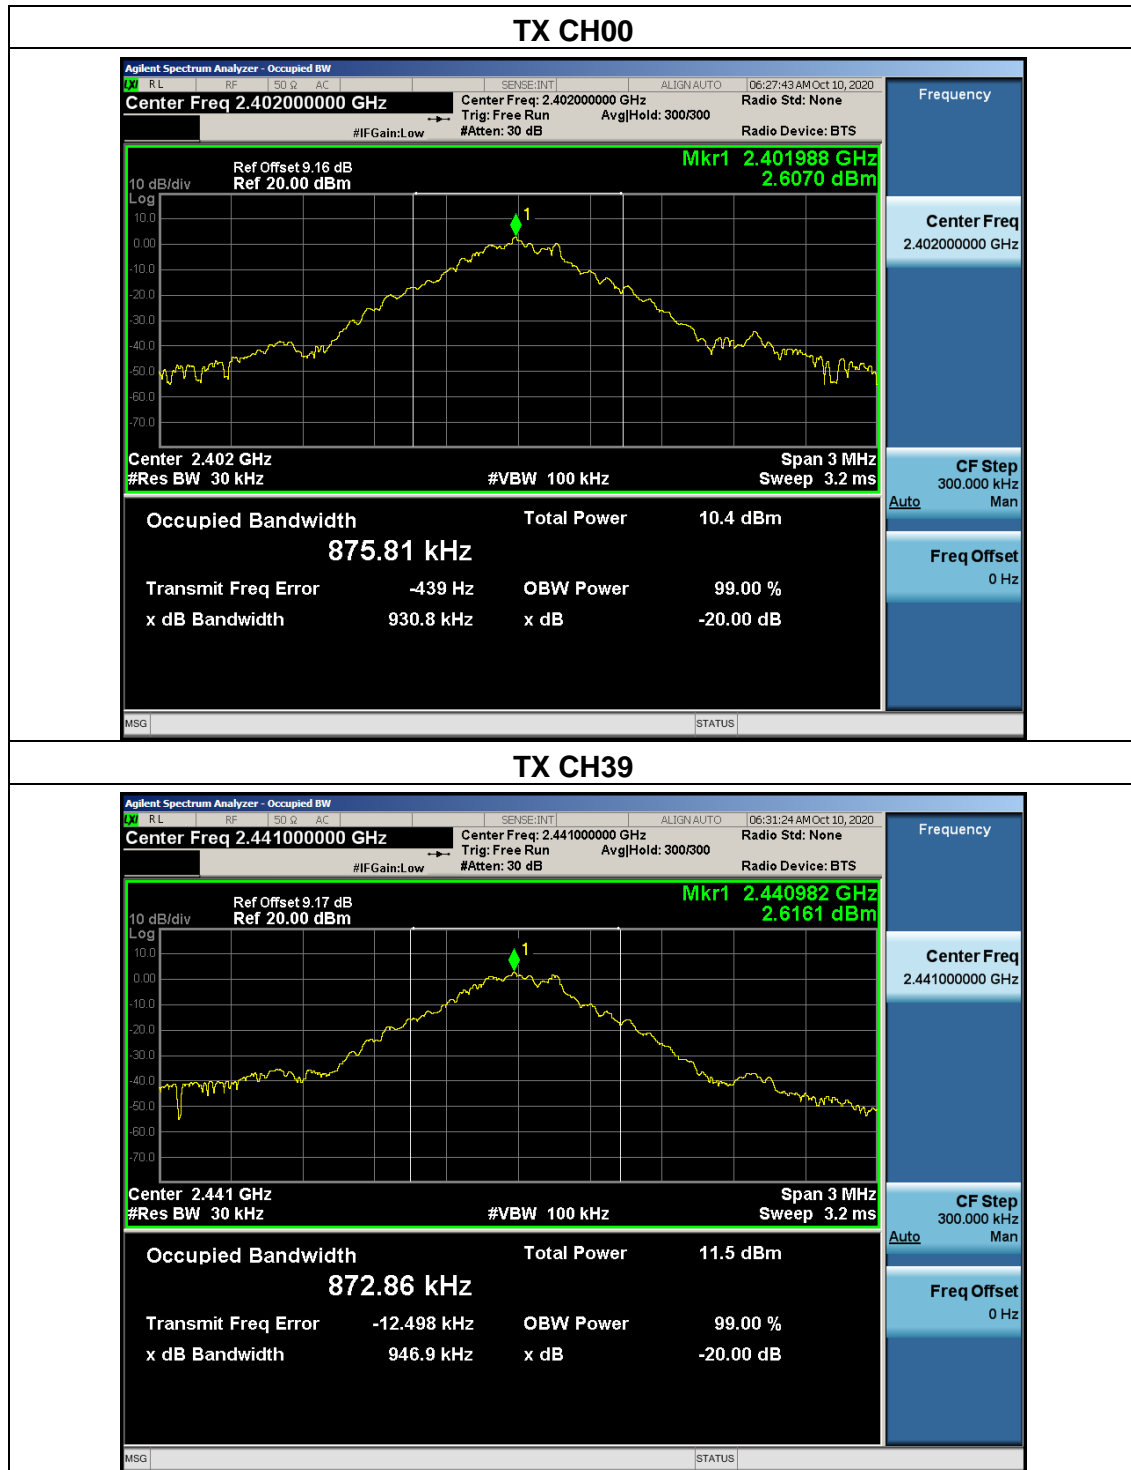 TX CH00
Agilent Spectrum Analyzer - Occupied BW
LXI RL RF 50 Ω AC SENSE:INT ALIGN AUTO 06:27:43 AM Oct 10, 2020
Center Freq 2.402000000 GHz
Center Freq: 2.402000000 GHz Radio Std: None
Trig: Free Run Avg|Hold: 300/300
#IFGain:Low #Atten: 30 dB Radio Device: BTS
Frequency
Mkr1 2.401988 GHz
2.6070 dBm
Ref Offset 9.16 dB
10 dB/div Ref 20.00 dBm
Log
10.0
0.00
-10.0
-20.0
-30.0
-40.0
-50.0
-60.0
-70.0
1
Center 2.402 GHz Span 3 MHz
#Res BW 30 kHz #VBW 100 kHz Sweep 3.2 ms
Center Freq
2.402000000 GHz
CF Step
300.000 kHz
Auto Man
Freq Offset
0 Hz
Occupied Bandwidth Total Power 10.4 dBm
875.81 kHz
Transmit Freq Error -439 Hz OBW Power 99.00 %
x dB Bandwidth 930.8 kHz x dB -20.00 dB
MSG STATUS
TX CH39
Agilent Spectrum Analyzer - Occupied BW
LXI RL RF 50 Ω AC SENSE:INT ALIGN AUTO 06:31:24 AM Oct 10, 2020
Center Freq 2.441000000 GHz
Center Freq: 2.441000000 GHz Radio Std: None
Trig: Free Run Avg|Hold: 300/300
#IFGain:Low #Atten: 30 dB Radio Device: BTS
Frequency
Mkr1 2.440982 GHz
2.6161 dBm
Ref Offset 9.17 dB
10 dB/div Ref 20.00 dBm
Log
10.0
0.00
-10.0
-20.0
-30.0
-40.0
-50.0
-60.0
-70.0
1
Center 2.441 GHz Span 3 MHz
#Res BW 30 kHz #VBW 100 kHz Sweep 3.2 ms
Center Freq
2.441000000 GHz
CF Step
300.000 kHz
Auto Man
Freq Offset
0 Hz
Occupied Bandwidth Total Power 11.5 dBm
872.86 kHz
Transmit Freq Error -12.498 kHz OBW Power 99.00 %
x dB Bandwidth 946.9 kHz x dB -20.00 dB
MSG STATUS